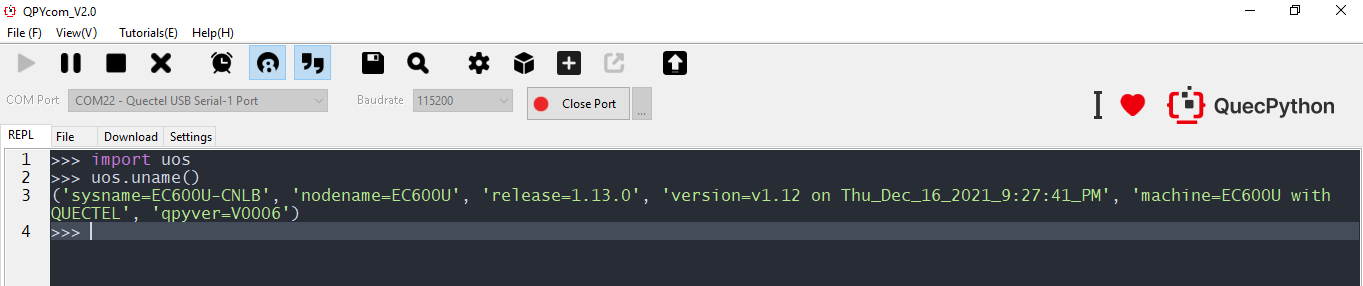 QPYcom_V2.0
File (F) View(V) Tutorials(E) Help(H)
COM Port COM22 - Quectel USB Serial-1 Port Baudrate 115200 Close Port ...
I QuecPython
REPL File Download Settings
1 >>> import uos
2 >>> uos.uname()
3 ('sysname=EC600U-CNLB', 'nodename=EC600U', 'release=1.13.0', 'version=v1.12 on Thu_Dec_16_2021_9:27:41_PM', 'machine=EC600U with
QUECTEL', 'qpyver=V0006')
4 >>>